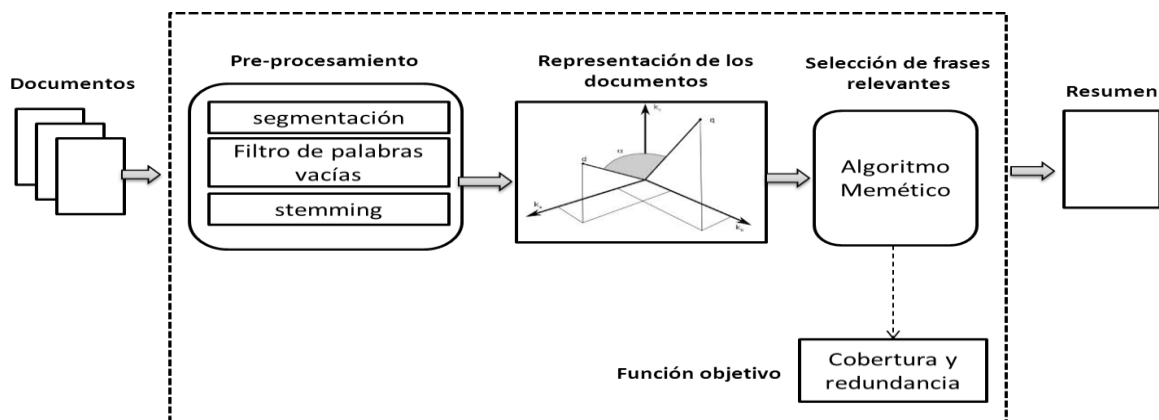 Documentos
Pre-procesamiento
segmentación
Filtro de palabras
vacías
stemming
Representación de los
documentos
q
α
d
Selección de frases
relevantes
Algoritmo
Memético
Función objetivo
Cobertura y
redundancia
Resumen